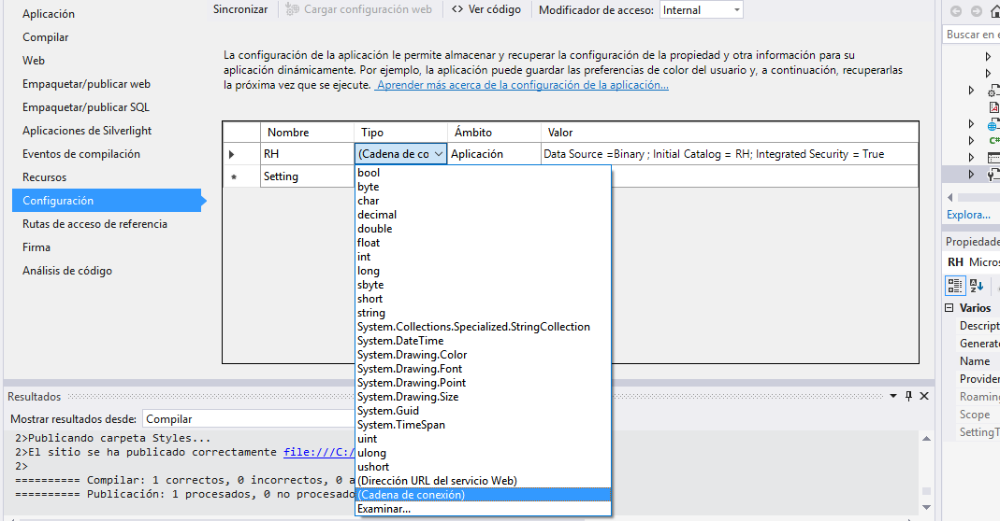 Aplicación
Compilar
Web
Empaquetar/publicar web
Empaquetar/publicar SQL
Aplicaciones de Silverlight
Eventos de compilación
Recursos
Configuración
Rutas de acceso de referencia
Firma
Análisis de código
Sincronizar Cargar configuración web <> Ver código Modificador de acceso: Internal
La configuración de la aplicación le permite almacenar y recuperar la configuración de la propiedad y otra información para su
aplicación dinámicamente. Por ejemplo, la aplicación puede guardar las preferencias de color del usuario y, a continuación, recuperarlas
la próxima vez que se ejecute. Aprender más acerca de la configuración de la aplicación...
Nombre Tipo Ámbito Valor
RH (Cadena de co Aplicación Data Source =Binary ; Initial Catalog = RH; Integrated Security = True
* Setting
bool
byte
char
decimal
double
float
int
long
sbyte
short
string
System.Collections.Specialized.StringCollection
System.DateTime
System.Drawing.Color
System.Drawing.Font
System.Drawing.Point
System.Drawing.Size
System.Guid
System.TimeSpan
uint
ulong
ushort
(Dirección URL del servicio Web)
(Cadena de conexión)
Examinar...
Resultados
Mostrar resultados desde: Compilar
2>Publicando carpeta Styles...
2>El sitio se ha publicado correctamente file:///C:/
2>
========== Compilar: 1 correctos, 0 incorrectos, 0 a
========== Publicación: 1 procesados, 0 no procesado
Buscar en e
C#
Explora...
Propiedade
RH Micros
Varios
Descript
Generate
Name
Provider
Roaming
Scope
SettingT